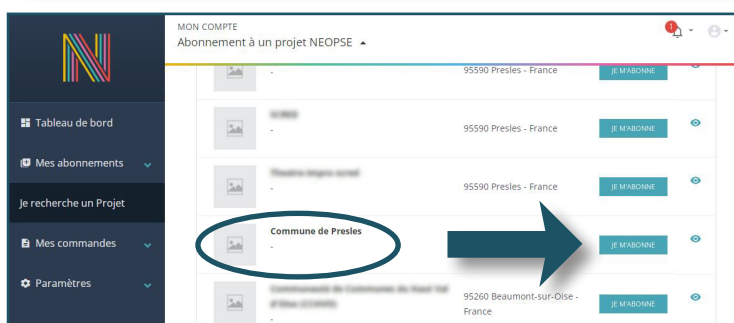 MON COMPTE
Abonnement à un projet NEOPSE
1
95590 Presles - France
JE M'ABONNE
-
Tableau de bord
95590 Presles - France
JE M'ABONNE
-
Mes abonnements
Je recherche un Projet
95590 Presles - France
JE M'ABONNE
-
Mes commandes
Commune de Presles
JE M'ABONNE
-
Paramètres
95260 Beaumont-sur-Oise -
France
JE M'ABONNE
-